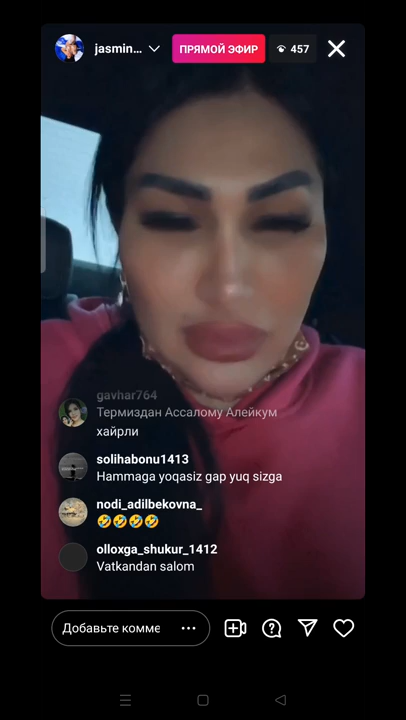 jasmin...
ПРЯМОЙ ЭФИР
457
gavhar764
Термиздан Ассалому Алейкум
хайрли
solihabonu1413
Hammaga yoqasiz gap yuq sizga
nodi_adilbekovna_
🤣🤣🤣🤣
olloxga_shukur_1412
Vatkandan salom
Добавьте комме